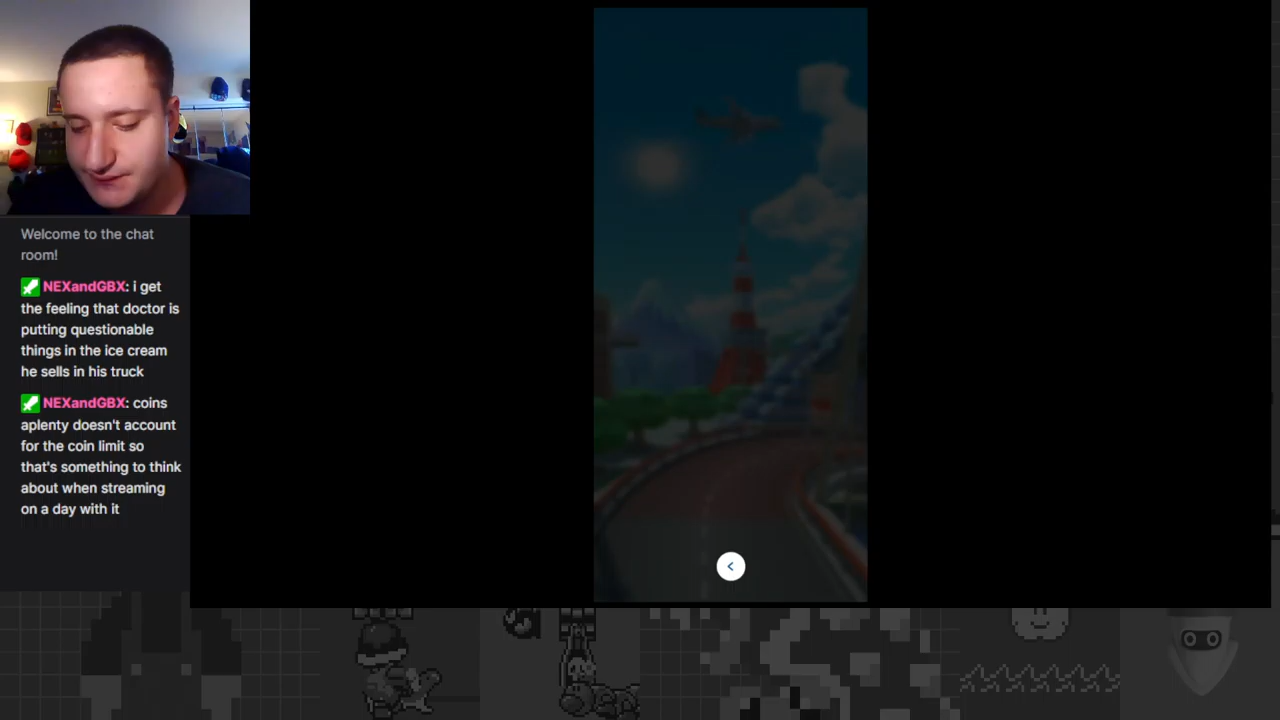 Welcome to the chat
room!
NEXandGBX: i get
the feeling that doctor is
putting questionable
things in the ice cream
he sells in his truck
NEXandGBX: coins
aplenty doesn't account
for the coin limit so
that's something to think
about when streaming
on a day with it